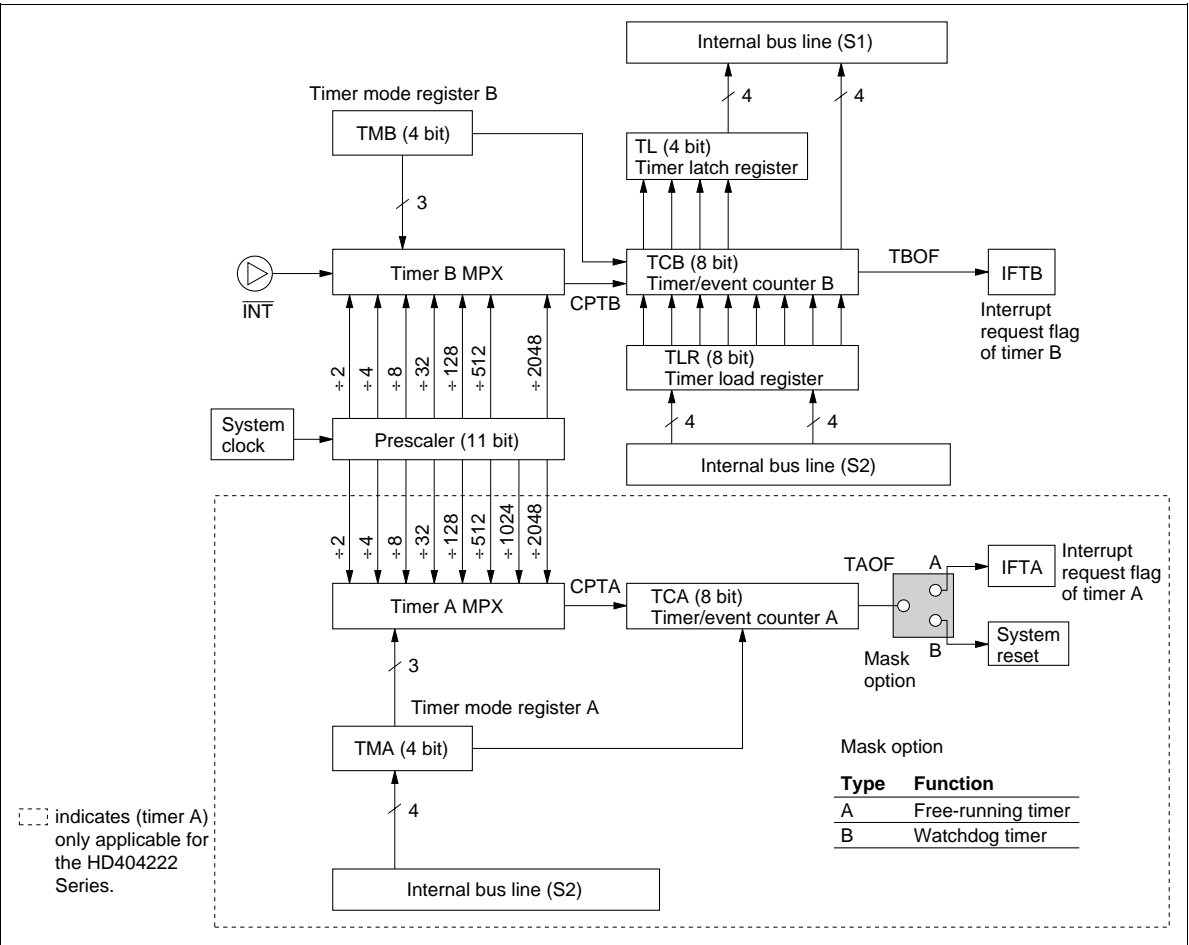 Internal bus line (S1)
4
4
Timer mode register B
TMB (4 bit)
TL (4 bit)
Timer latch register
3
Timer B MPX
TCB (8 bit)
Timer/event counter B
TBOF
IFTB
INT
CPTB
Interrupt
request flag
of timer B
÷2
÷4
÷8
÷32
÷128
÷512
÷2048
TLR (8 bit)
Timer load register
4
4
System
clock
Prescaler (11 bit)
Internal bus line (S2)
÷2
÷4
÷8
÷32
÷128
÷512
÷1024
÷2048
Timer A MPX
CPTA
TCA (8 bit)
Timer/event counter A
TAOF
A
B
Mask
option
IFTA
Interrupt
request flag
of timer A
System
reset
3
Timer mode register A
TMA (4 bit)
4
Internal bus line (S2)
Mask option
Type Function
A Free-running timer
B Watchdog timer
indicates (timer A)
only applicable for
the HD404222
Series.